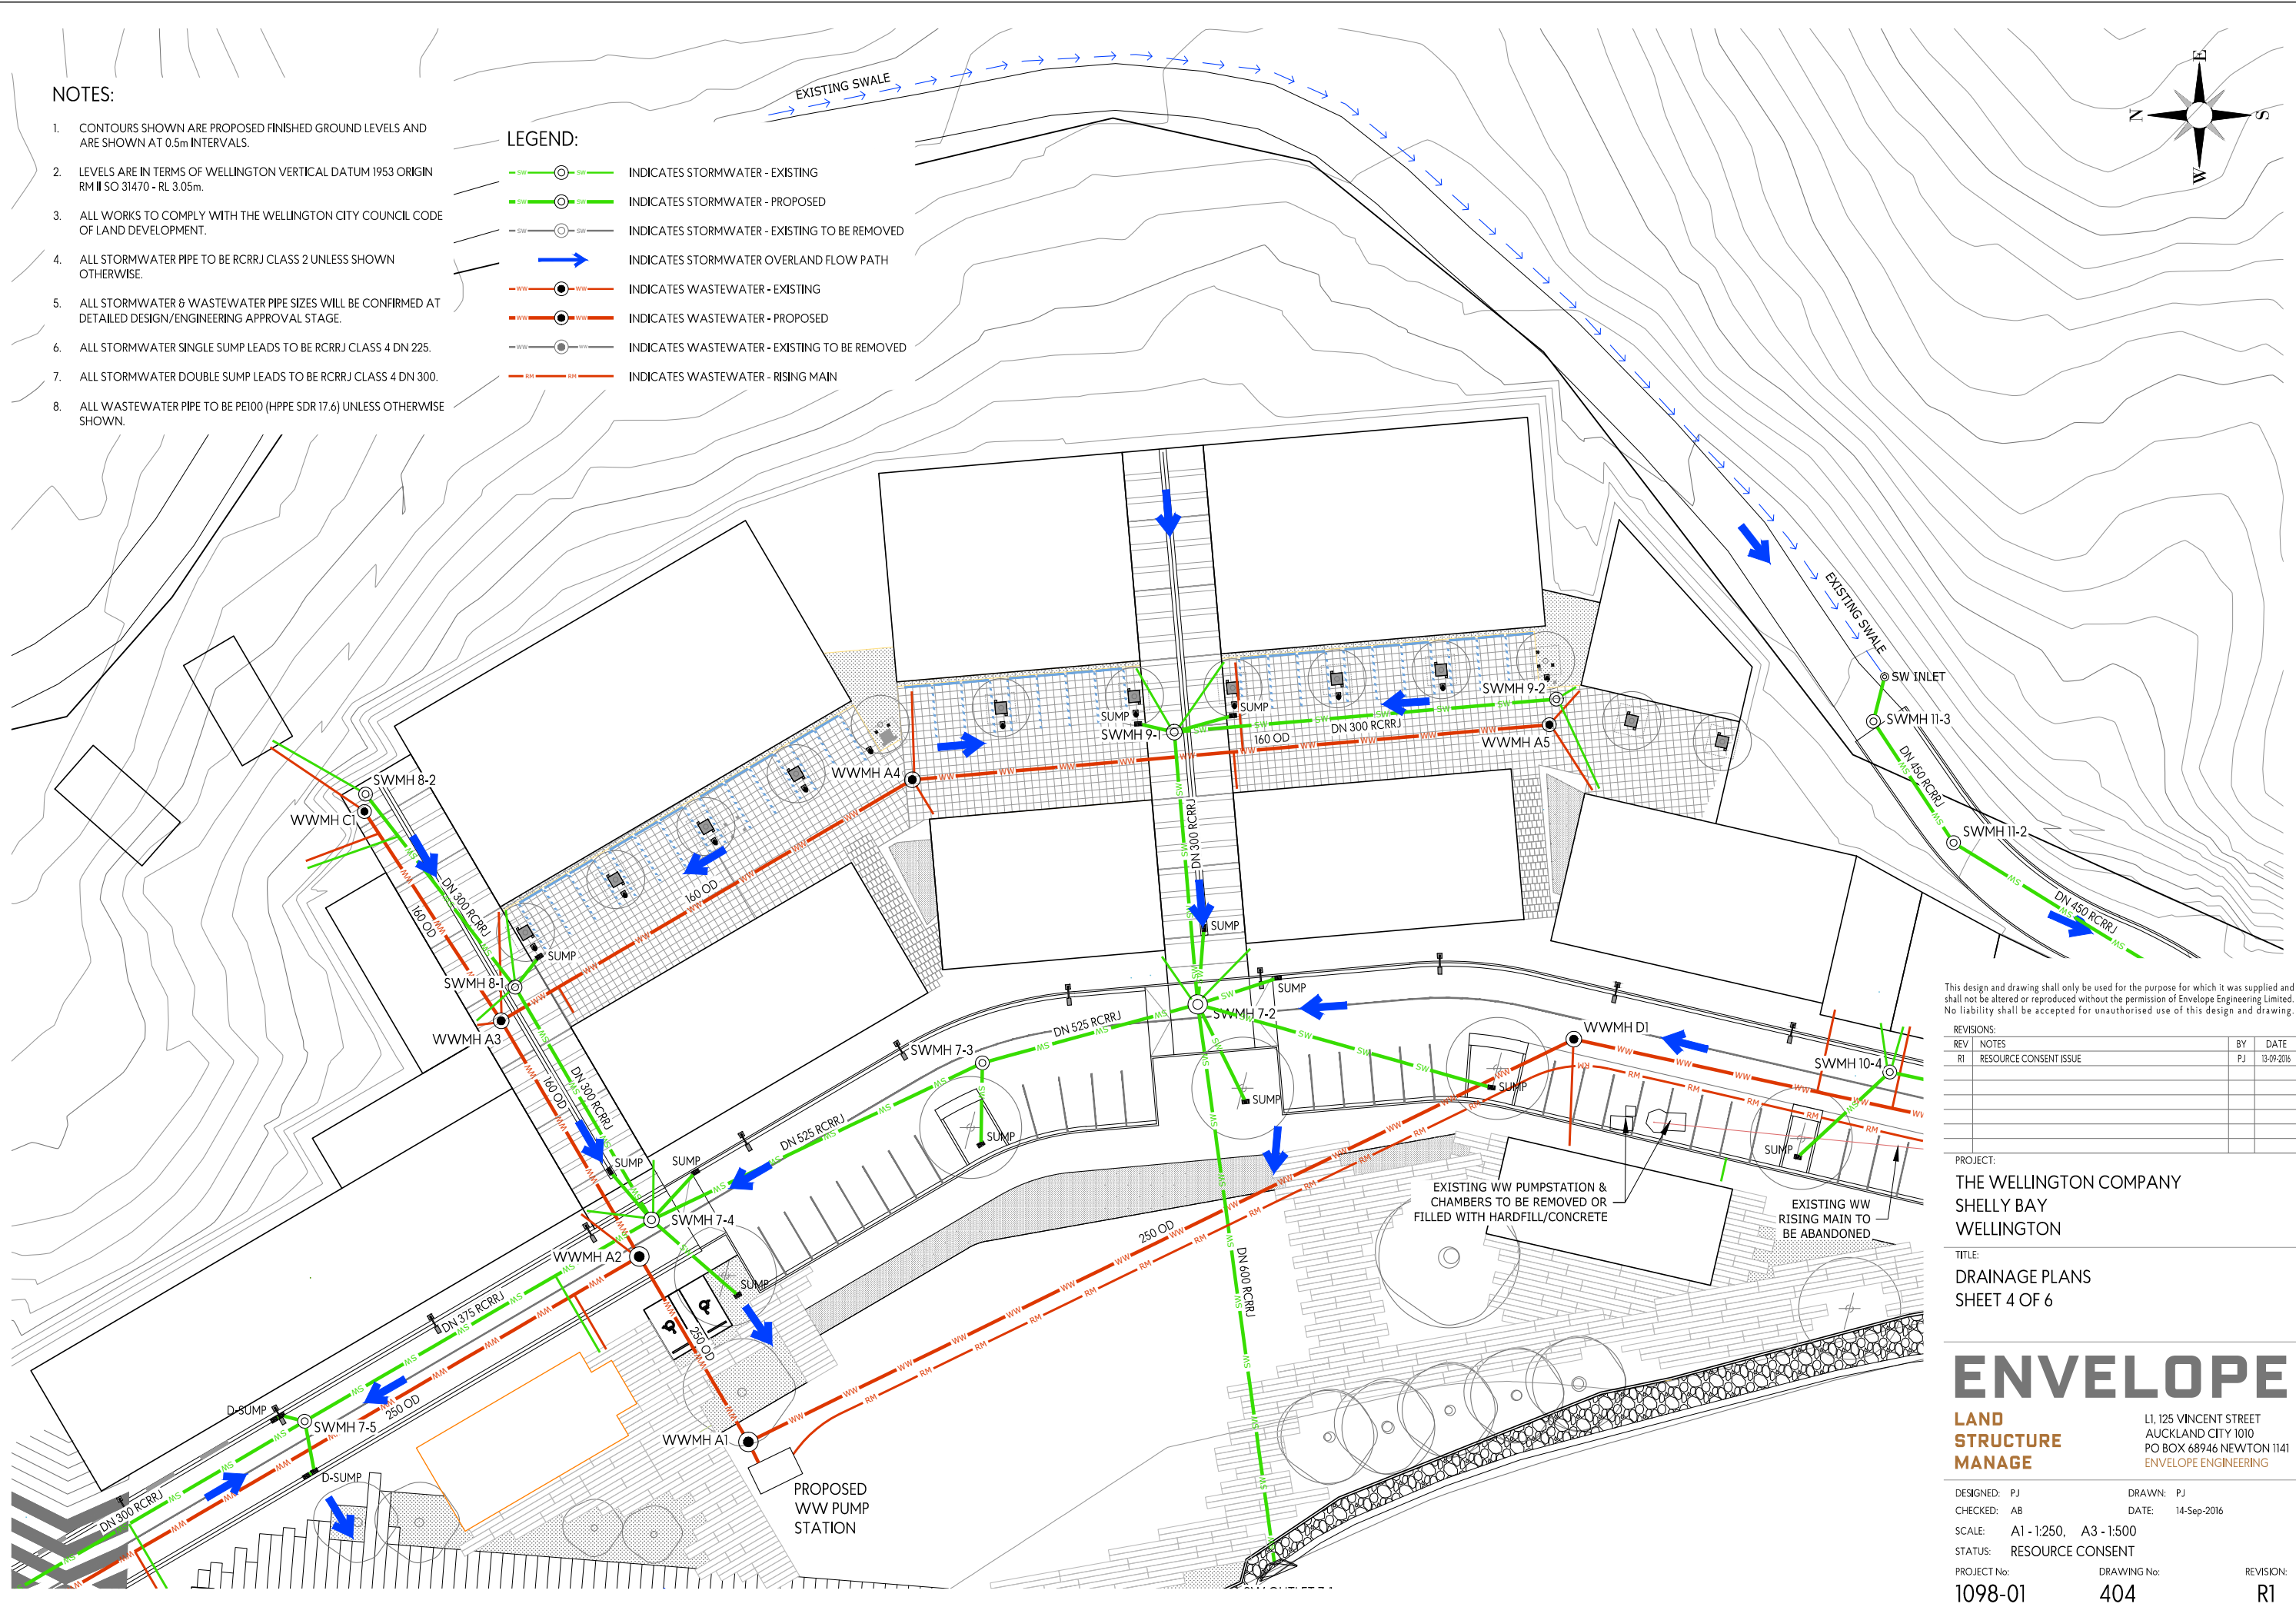 NOTES:
1. CONTOURS SHOWN ARE PROPOSED FINISHED GROUND LEVELS AND
ARE SHOWN AT 0.5m INTERVALS.
2. LEVELS ARE IN TERMS OF WELLINGTON VERTICAL DATUM 1953 ORIGIN
RM II SO 31470 - RL 3.05m.
3. ALL WORKS TO COMPLY WITH THE WELLINGTON CITY COUNCIL CODE
OF LAND DEVELOPMENT.
4. ALL STORMWATER PIPE TO BE RCRRJ CLASS 2 UNLESS SHOWN
OTHERWISE.
5. ALL STORMWATER & WASTEWATER PIPE SIZES WILL BE CONFIRMED AT
DETAILED DESIGN/ENGINEERING APPROVAL STAGE.
6. ALL STORMWATER SINGLE SUMP LEADS TO BE RCRRJ CLASS 4 DN 225.
7. ALL STORMWATER DOUBLE SUMP LEADS TO BE RCRRJ CLASS 4 DN 300.
8. ALL WASTEWATER PIPE TO BE PE100 (HPPE SDR 17.6) UNLESS OTHERWISE
SHOWN.
LEGEND:
SW SW INDICATES STORMWATER - EXISTING
SW SW INDICATES STORMWATER - PROPOSED
SW SW INDICATES STORMWATER - EXISTING TO BE REMOVED
INDICATES STORMWATER OVERLAND FLOW PATH
WW WW INDICATES WASTEWATER - EXISTING
WW WW INDICATES WASTEWATER - PROPOSED
WW WW INDICATES WASTEWATER - EXISTING TO BE REMOVED
RM RM INDICATES WASTEWATER - RISING MAIN
EXISTING SWALE
E
N
S
W
EXISTING SWALE
SW INLET
SWMH 11-3
DN 450 RCRRJ
SWMH 11-2
DN 450 RCRRJ
SWMH 9-2
SUMP
SUMP
SWMH 9-1
DN 300 RCRRJ
160 OD
WWMH A5
WWMH A4
SWMH 8-2
WWMH C1
DN 300 RCRRJ
160 OD
160 OD
DN 300 RCRRJ
SUMP
SUMP
SWMH 8-1
WWMH A3
SUMP
SWMH 7-2
DN 525 RCRRJ
SWMH 7-3
WWMH D1
SWMH 10-4
160 OD
DN 300 RCRRJ
SUMP
SUMP
SUMP
SUMP
DN 525 RCRRJ
SUMP
SUMP
SWMH 7-4
WWMH A2
SUMP
250 OD
DN 600 RCRRJ
250 OD
EXISTING WW PUMPSTATION &
CHAMBERS TO BE REMOVED OR
FILLED WITH HARDFILL/CONCRETE
EXISTING WW
RISING MAIN TO
BE ABANDONED
DN 375 RCRRJ
250 OD
D-SUMP
SWMH 7-5
D-SUMP
DN 300 RCRRJ
WWMH A1
PROPOSED
WW PUMP
STATION
This design and drawing shall only be used for the purpose for which it was supplied and
shall not be altered or reproduced without the permission of Envelope Engineering Limited.
No liability shall be accepted for unauthorised use of this design and drawing.
REVISIONS:
REV NOTES BY DATE
R1 RESOURCE CONSENT ISSUE PJ 13-09-2016
PROJECT:
THE WELLINGTON COMPANY
SHELLY BAY
WELLINGTON
TITLE:
DRAINAGE PLANS
SHEET 4 OF 6
ENVELOPE
LAND
STRUCTURE
MANAGE
L1, 125 VINCENT STREET
AUCKLAND CITY 1010
PO BOX 68946 NEWTON 1141
ENVELOPE ENGINEERING
DESIGNED: PJ DRAWN: PJ
CHECKED: AB DATE: 14-Sep-2016
SCALE: A1 - 1:250, A3 - 1:500
STATUS: RESOURCE CONSENT
PROJECT No: DRAWING No: REVISION:
1098-01 404 R1